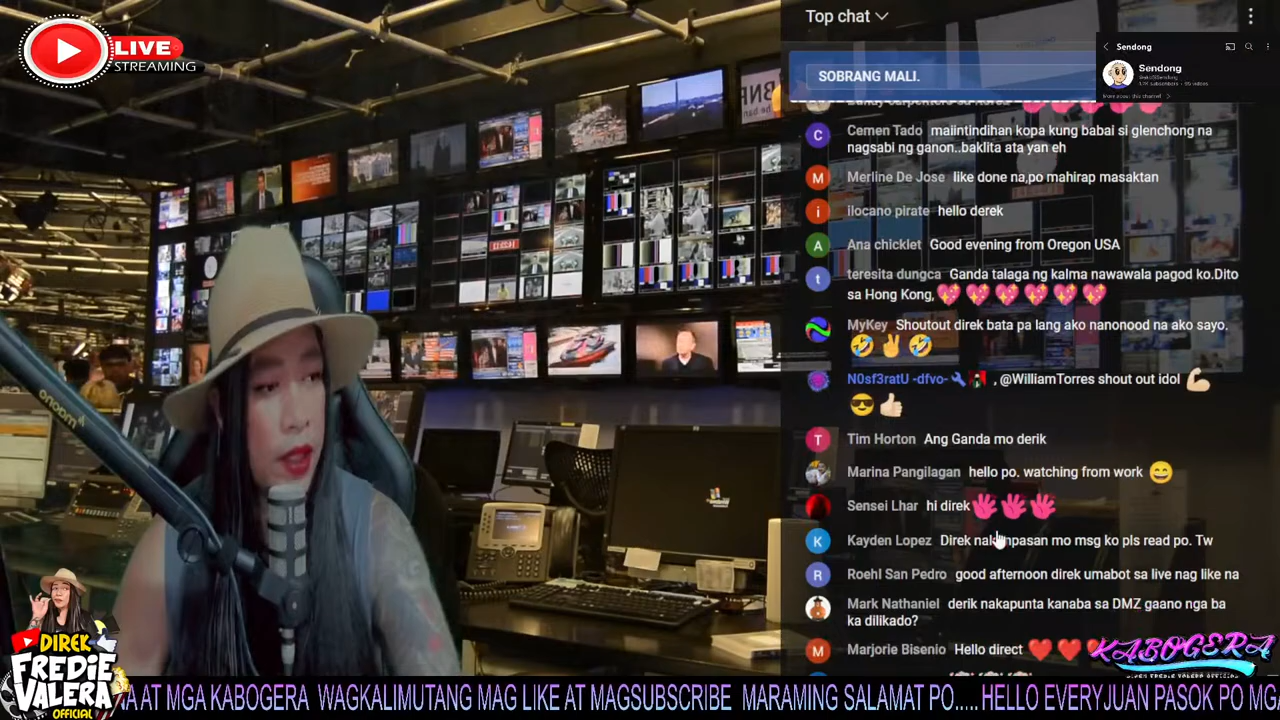 LIVE
STREAMING
Top chat
Sendong
Sendong
SOBRANG MALI.
Cemen Tado maiintindihan kopa kung babai si glenchong na
nagsabi ng ganon..baklita ata yan eh
Merline De Jose like done na,po mahirap masaktan
ilocano pirate hello derek
Ana chicklet Good evening from Oregon USA
teresita dungca Ganda talaga ng kalma nawawala pagod ko.Dito
sa Hong Kong,💖💖💖💖💖💖
MyKey Shoutout direk bata pa lang ako nanonood na ako sayo.
🤣✌🤣
N0sf3ratU -dfvo- , @WilliamTorres shout out idol 💪
😎👍
Tim Horton Ang Ganda mo derik
Marina Pangilagan hello po. watching from work 😄
Sensei Lhar hi direk
Kayden Lopez Direk mo msg ko pls read po. Tw
Roehl San Pedro good afternoon direk umabot sa live nag like na
Mark Nathaniel derik nakapunta kanaba sa DMZ gaano nga ba
ka dilikado?
Marjorie Bisenio Hello direct ❤❤
KABOGERA
maono
DIREK
FREDIE
VALERA
OFFICIAL
NA AT MGA KABOGERA WAGKALIMUTANG MAG LIKE AT MAGSUBSCRIBE MARAMING SALAMAT PO..... HELLO EVERYJUAN PASOK PO MGA